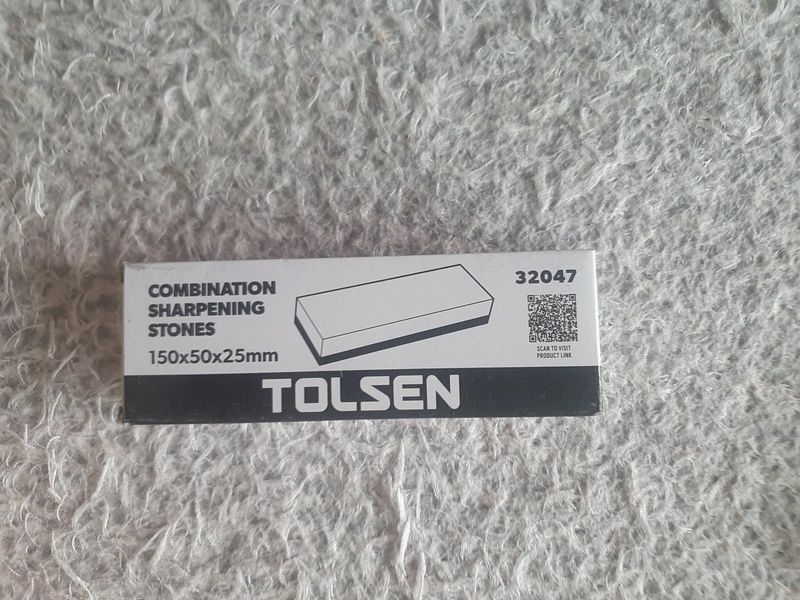 COMBINATION
SHARPENING
STONES
150x50x25mm
32047
SCAN TO VISIT
PRODUCT LINK
TOLSEN